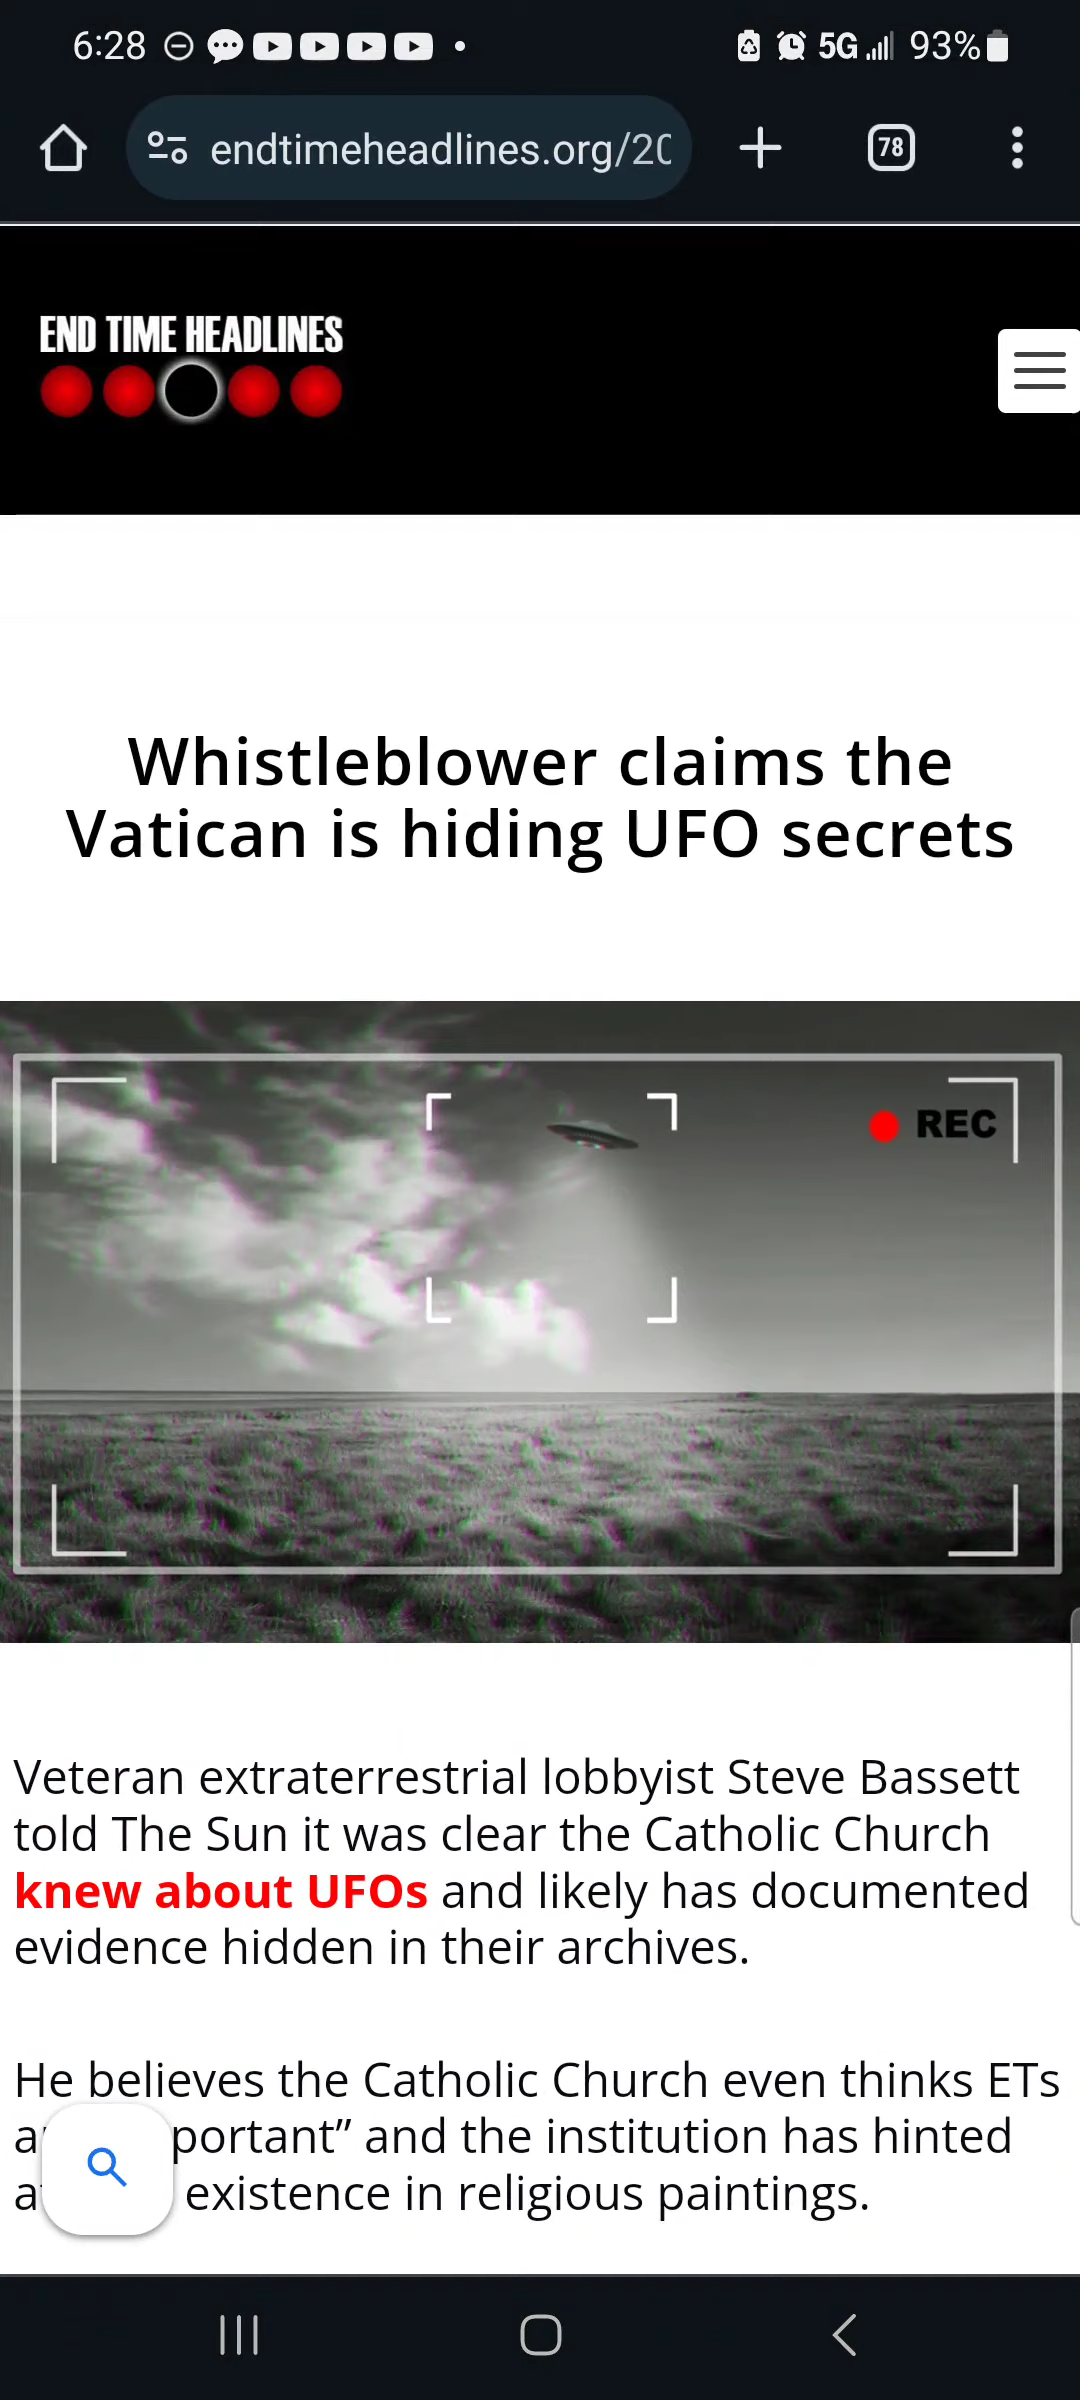 6:28
5G
93%
endtimeheadlines.org/20
78
END TIME HEADLINES
Whistleblower claims the
Vatican is hiding UFO secrets
REC
Veteran extraterrestrial lobbyist Steve Bassett
told The Sun it was clear the Catholic Church
knew about UFOs and likely has documented
evidence hidden in their archives.
He believes the Catholic Church even thinks ETs
portant” and the institution has hinted
existence in religious paintings.